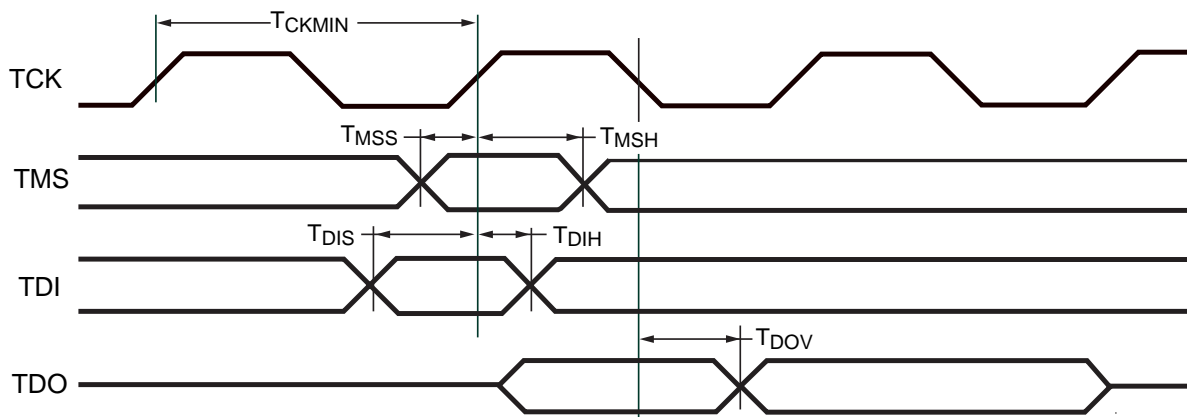 TCKMIN
TCK
TMSS TMSH
TMS
TDIS TDIH
TDI
TDOV
TDO